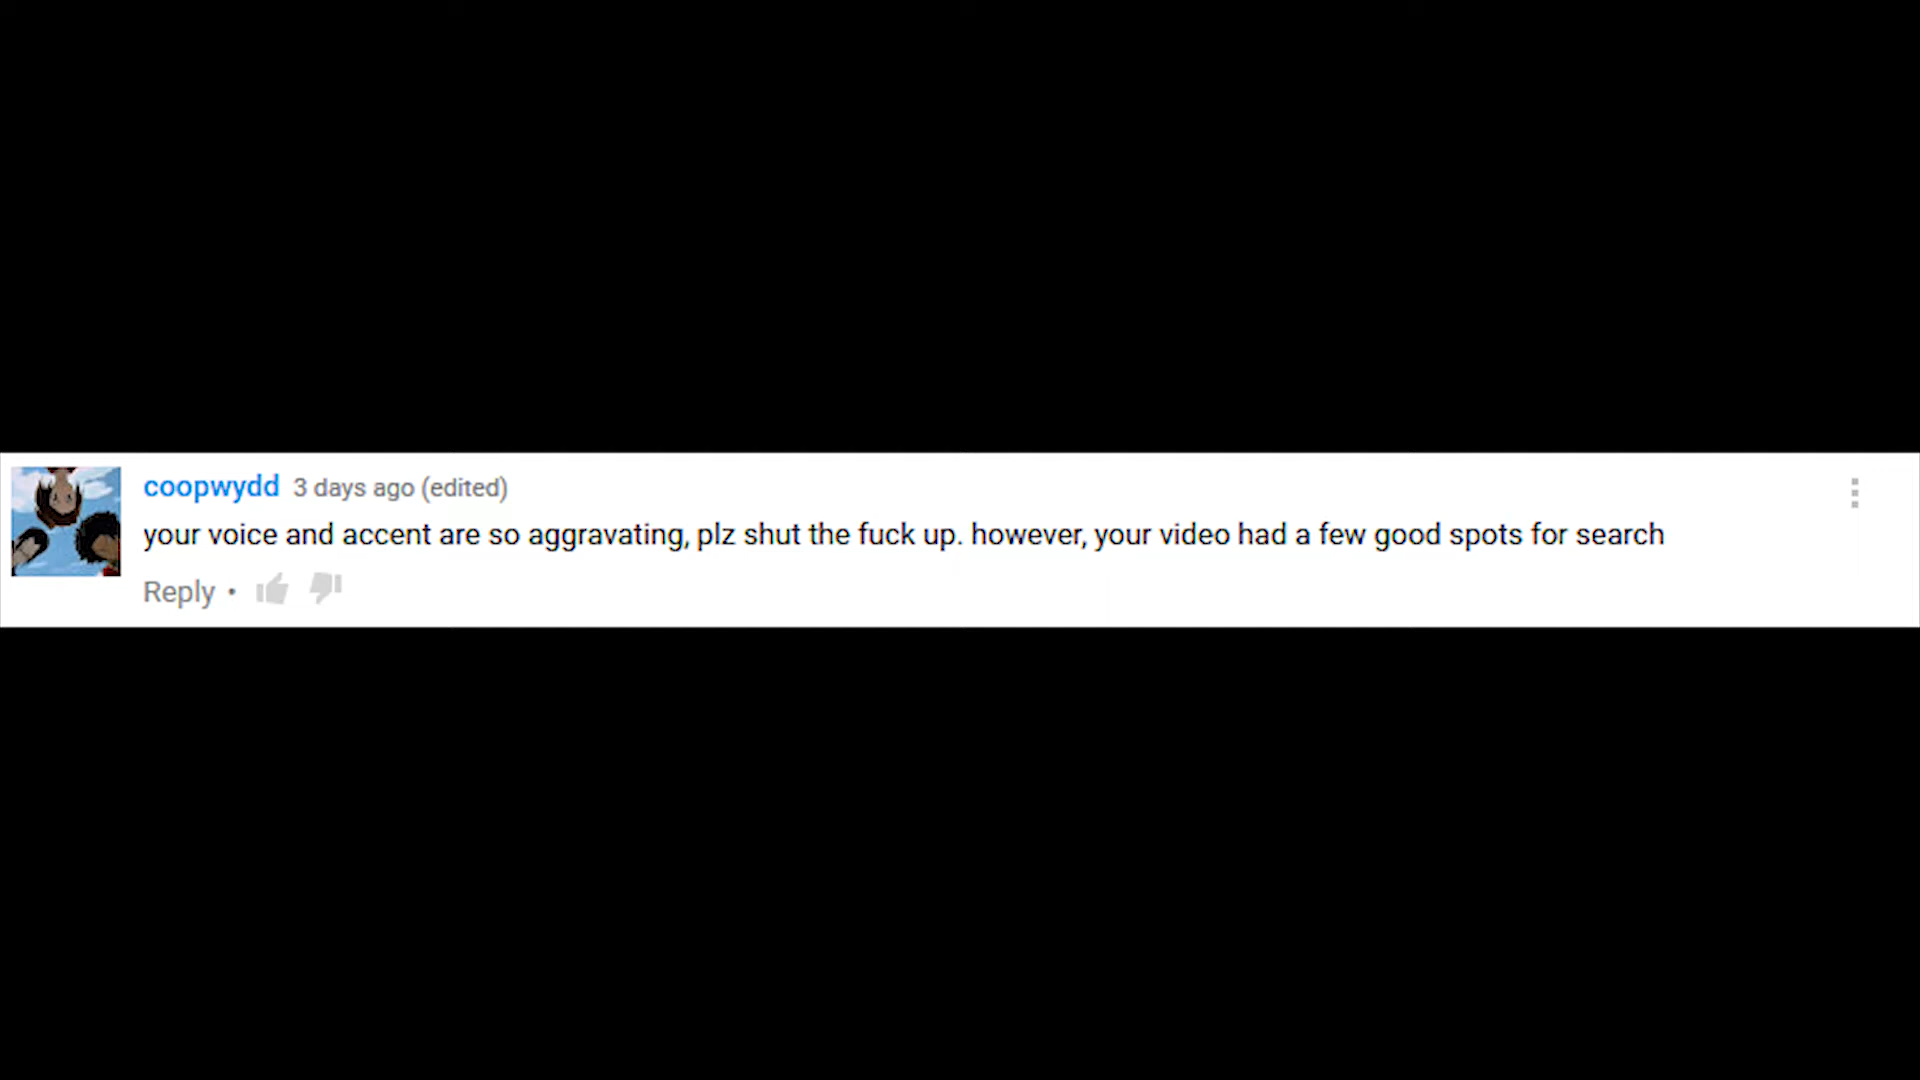 coopwydd 3 days ago (edited)
your voice and accent are so aggravating, plz shut the fuck up. however, your video had a few good spots for search
Reply •